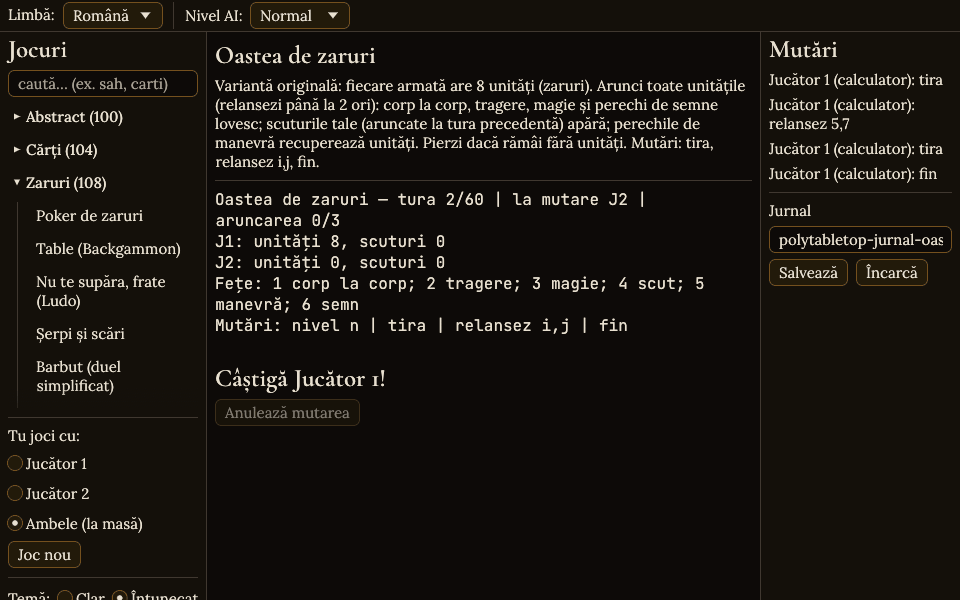 Limbă: Română ▼ Nivel AI: Normal ▼
Jocuri
caută... (ex. sah, carti)
▸ Abstract (100)
▸ Cărți (104)
▾ Zaruri (108)
Poker de zaruri
Table (Backgammon)
Nu te supăra, frate
(Ludo)
Șerpi și scări
Barbut (duel
simplificat)
Tu joci cu:
Jucător 1
Jucător 2
Ambele (la masă)
Joc nou
Temă: Clar Întunecat
Oastea de zaruri
Variantă originală: fiecare armată are 8 unități (zaruri). Arunci toate unitățile
(relansezi până la 2 ori): corp la corp, tragere, magie și perechi de semne
lovesc; scuturile tale (aruncate la tura precedentă) apără; perechile de
manevră recuperează unități. Pierzi dacă rămâi fără unități. Mutări: tira,
relansez i,j, fin.
Oastea de zaruri — tura 2/60 | la mutare J2 |
aruncarea 0/3
J1: unități 8, scuturi 0
J2: unități 0, scuturi 0
Fețe: 1 corp la corp; 2 tragere; 3 magie; 4 scut; 5
manevră; 6 semn
Mutări: nivel n | tira | relansez i,j | fin
Câștigă Jucător 1!
Anulează mutarea
Mutări
Jucător 1 (calculator): tira
Jucător 1 (calculator):
relansez 5,7
Jucător 1 (calculator): tira
Jucător 1 (calculator): fin
Jurnal
polytabletop-jurnal-oas
Salvează Încarcă